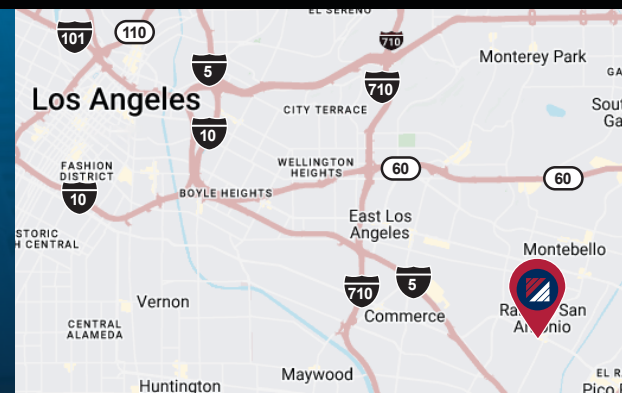 EL SERENO
101
110
710
5
Monterey Park
710
Los Angeles
CITY TERRACE
10
WELLINGTON
HEIGHTS
60
60
FASHION
DISTRICT
10
BOYLE HEIGHTS
East Los
Angeles
Montebello
710
5
Vernon
Commerce
San
CENTRAL
ALAMEDA
Maywood
Huntington